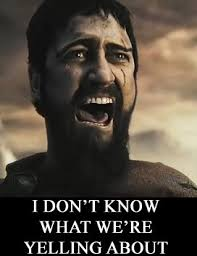 I DON'T KNOW
WHAT WE'RE
YELLING ABOUT